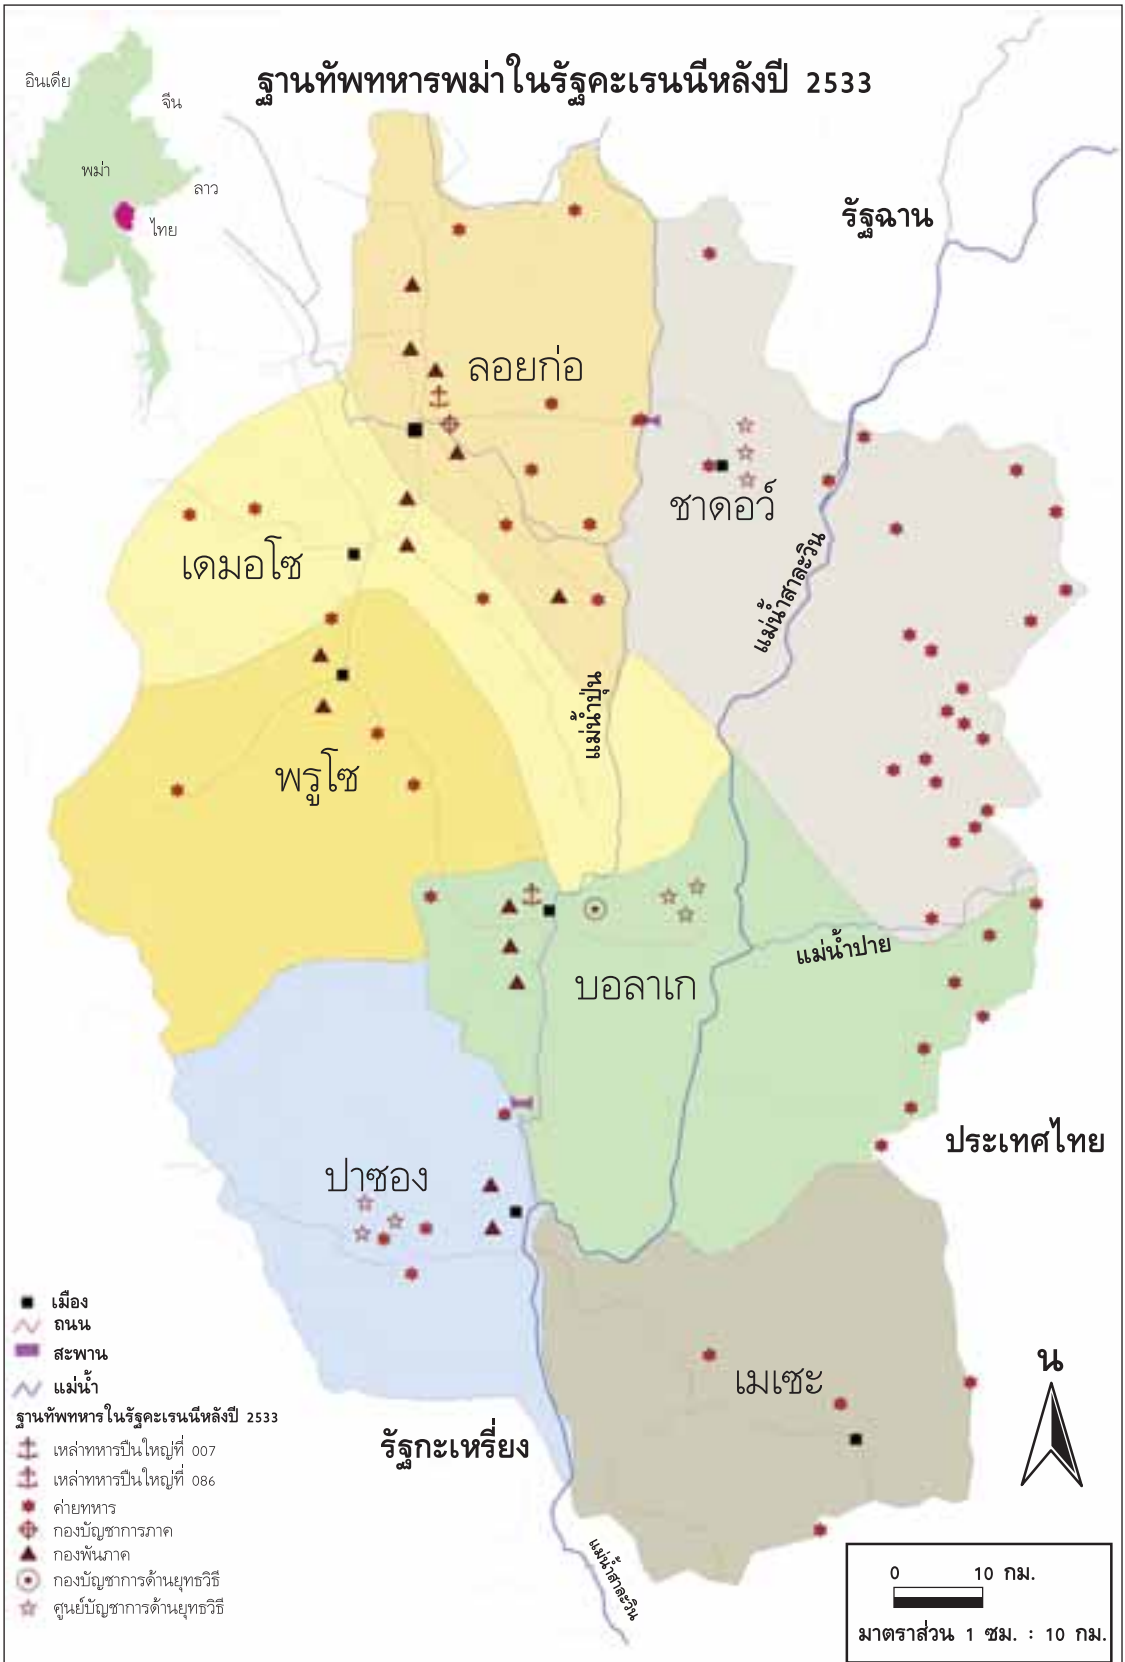 ฐานทัพทหารพม่าในรัฐคะเรนนีหลังปี 2533
อินเดีย
จีน
พม่า
ลาว
ไทย
รัฐฉาน
ลอยก่อ
ชาดอว์
เดมอโซ
แม่น้ำสาละวิน
แม่น้ำปุ่น
พรูโซ
แม่น้ำปาย
บอลาเก
ประเทศไทย
ปาซอง
เมเซะ
รัฐกะเหรี่ยง
แม่น้ำสาละวิน
น
เมือง
ถนน
สะพาน
แม่น้ำ
ฐานทัพทหารในรัฐคะเรนนีหลังปี 2533
เหล่าทหารปืนใหญ่ที่ 007
เหล่าทหารปืนใหญ่ที่ 086
ค่ายทหาร
กองบัญชาการภาค
กองพันภาค
กองบัญชาการด้านยุทธวิธี
ศูนย์บัญชาการด้านยุทธวิธี
0 10 กม.
มาตราส่วน 1 ซม. : 10 กม.